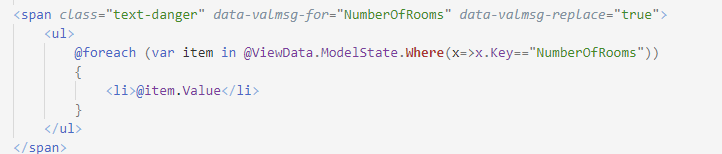 <span class="text-danger" data-valmsg-for="NumberOfRooms" data-valmsg-replace="true">
<ul>
@foreach (var item in @ViewData.ModelState.Where(x=>x.Key=="NumberOfRooms"))
{
<li>@item.Value</li>
}
</ul>
</span>